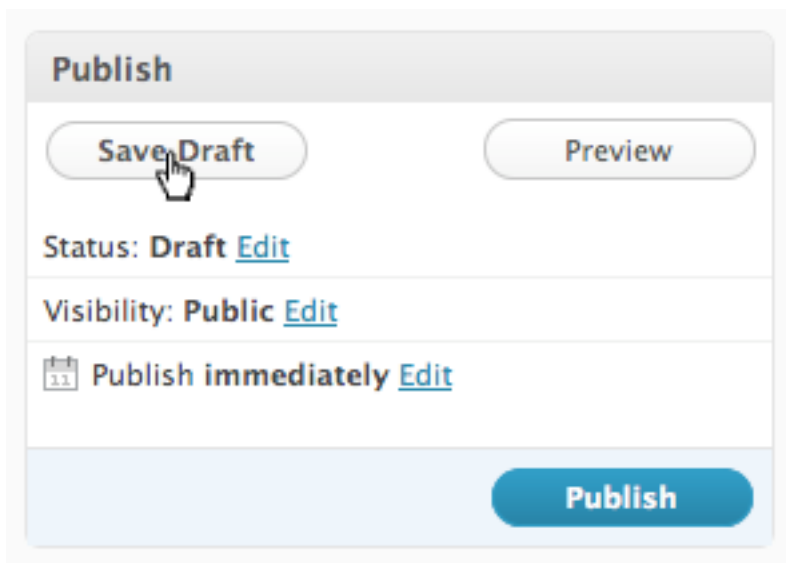 Publish
Save Draft Preview
Status: Draft Edit
Visibility: Public Edit
11 Publish immediately Edit
Publish